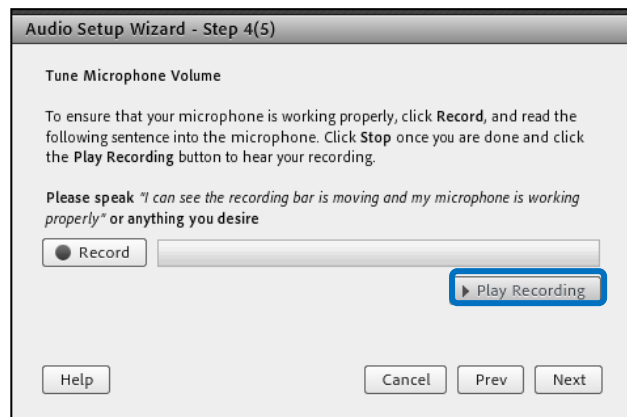 Audio Setup Wizard - Step 4(5)
Tune Microphone Volume
To ensure that your microphone is working properly, click Record, and read the
following sentence into the microphone. Click Stop once you are done and click
the Play Recording button to hear your recording.
Please speak "I can see the recording bar is moving and my microphone is working
properly" or anything you desire
Record
Play Recording
Help Cancel Prev Next